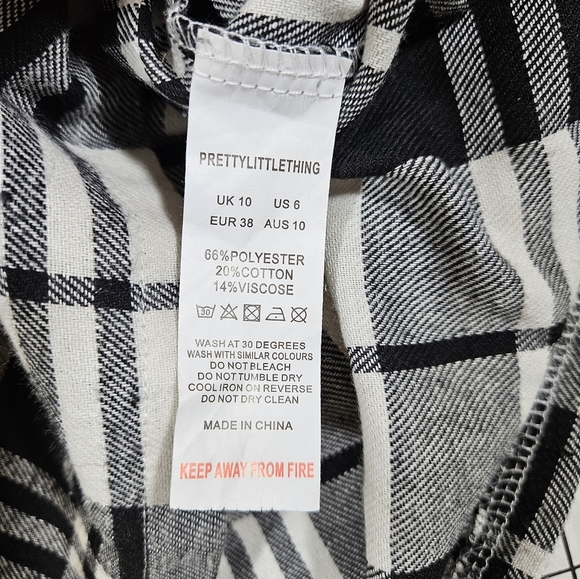 PRETTYLITTLETHING
UK 10 US 6
EUR 38 AUS 10
66%POLYESTER
20%COTTON
14%VISCOSE
30
WASH AT 30 DEGREES
WASH WITH SIMILAR COLOURS
DO NOT BLEACH
DO NOT TUMBLE DRY
COOL IRON ON REVERSE
DO NOT DRY CLEAN
MADE IN CHINA
KEEP AWAY FROM FIRE